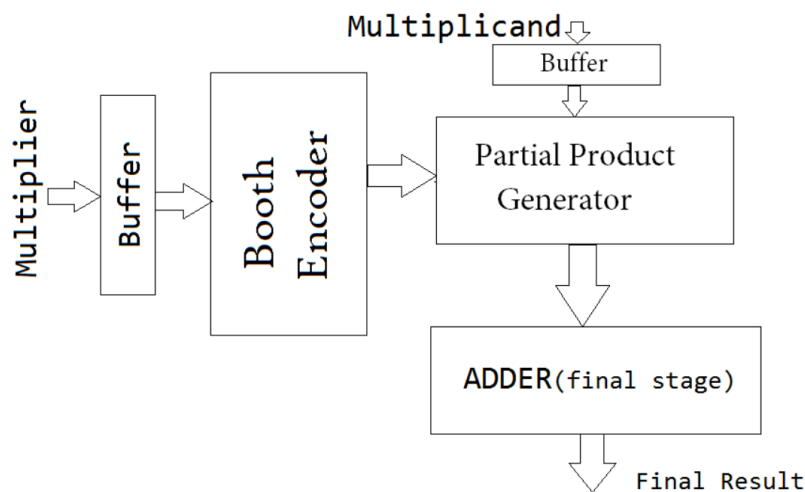 Multiplicand
Buffer
Multiplier
Buffer
Booth
Encoder
Partial Product
Generator
ADDER(final stage)
Final Result